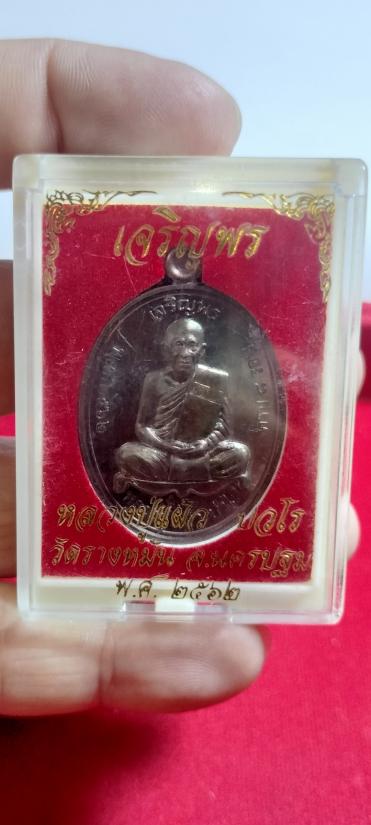 เจริญพร
เจริญพร
หลวงปู่แผ้ว ปวโร
วัดรางหมัน จ.นครปฐม
พ.ศ. ๒๕๖๒